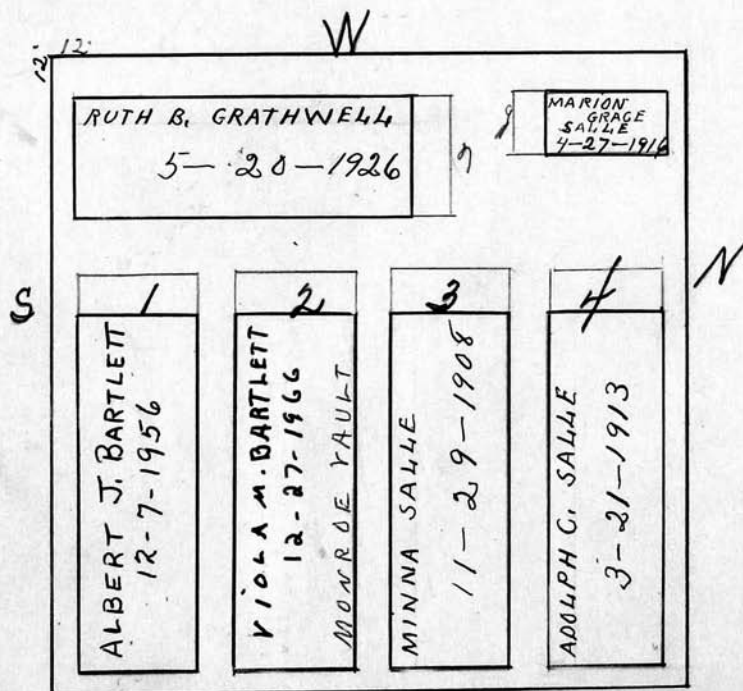 W
12' 12'
RUTH B. GRATHWELL
5—20—1926
MARION
GRACE
SALLE
4-27-1916
S
N
1
2
3
4
ALBERT J. BARTLETT
12-7-1956
VIOLA M. BARTLETT
12-27-1966
MONROE VAULT
MINNA SALLE
11-29-1908
ADOLPH C. SALLE
3-21-1913